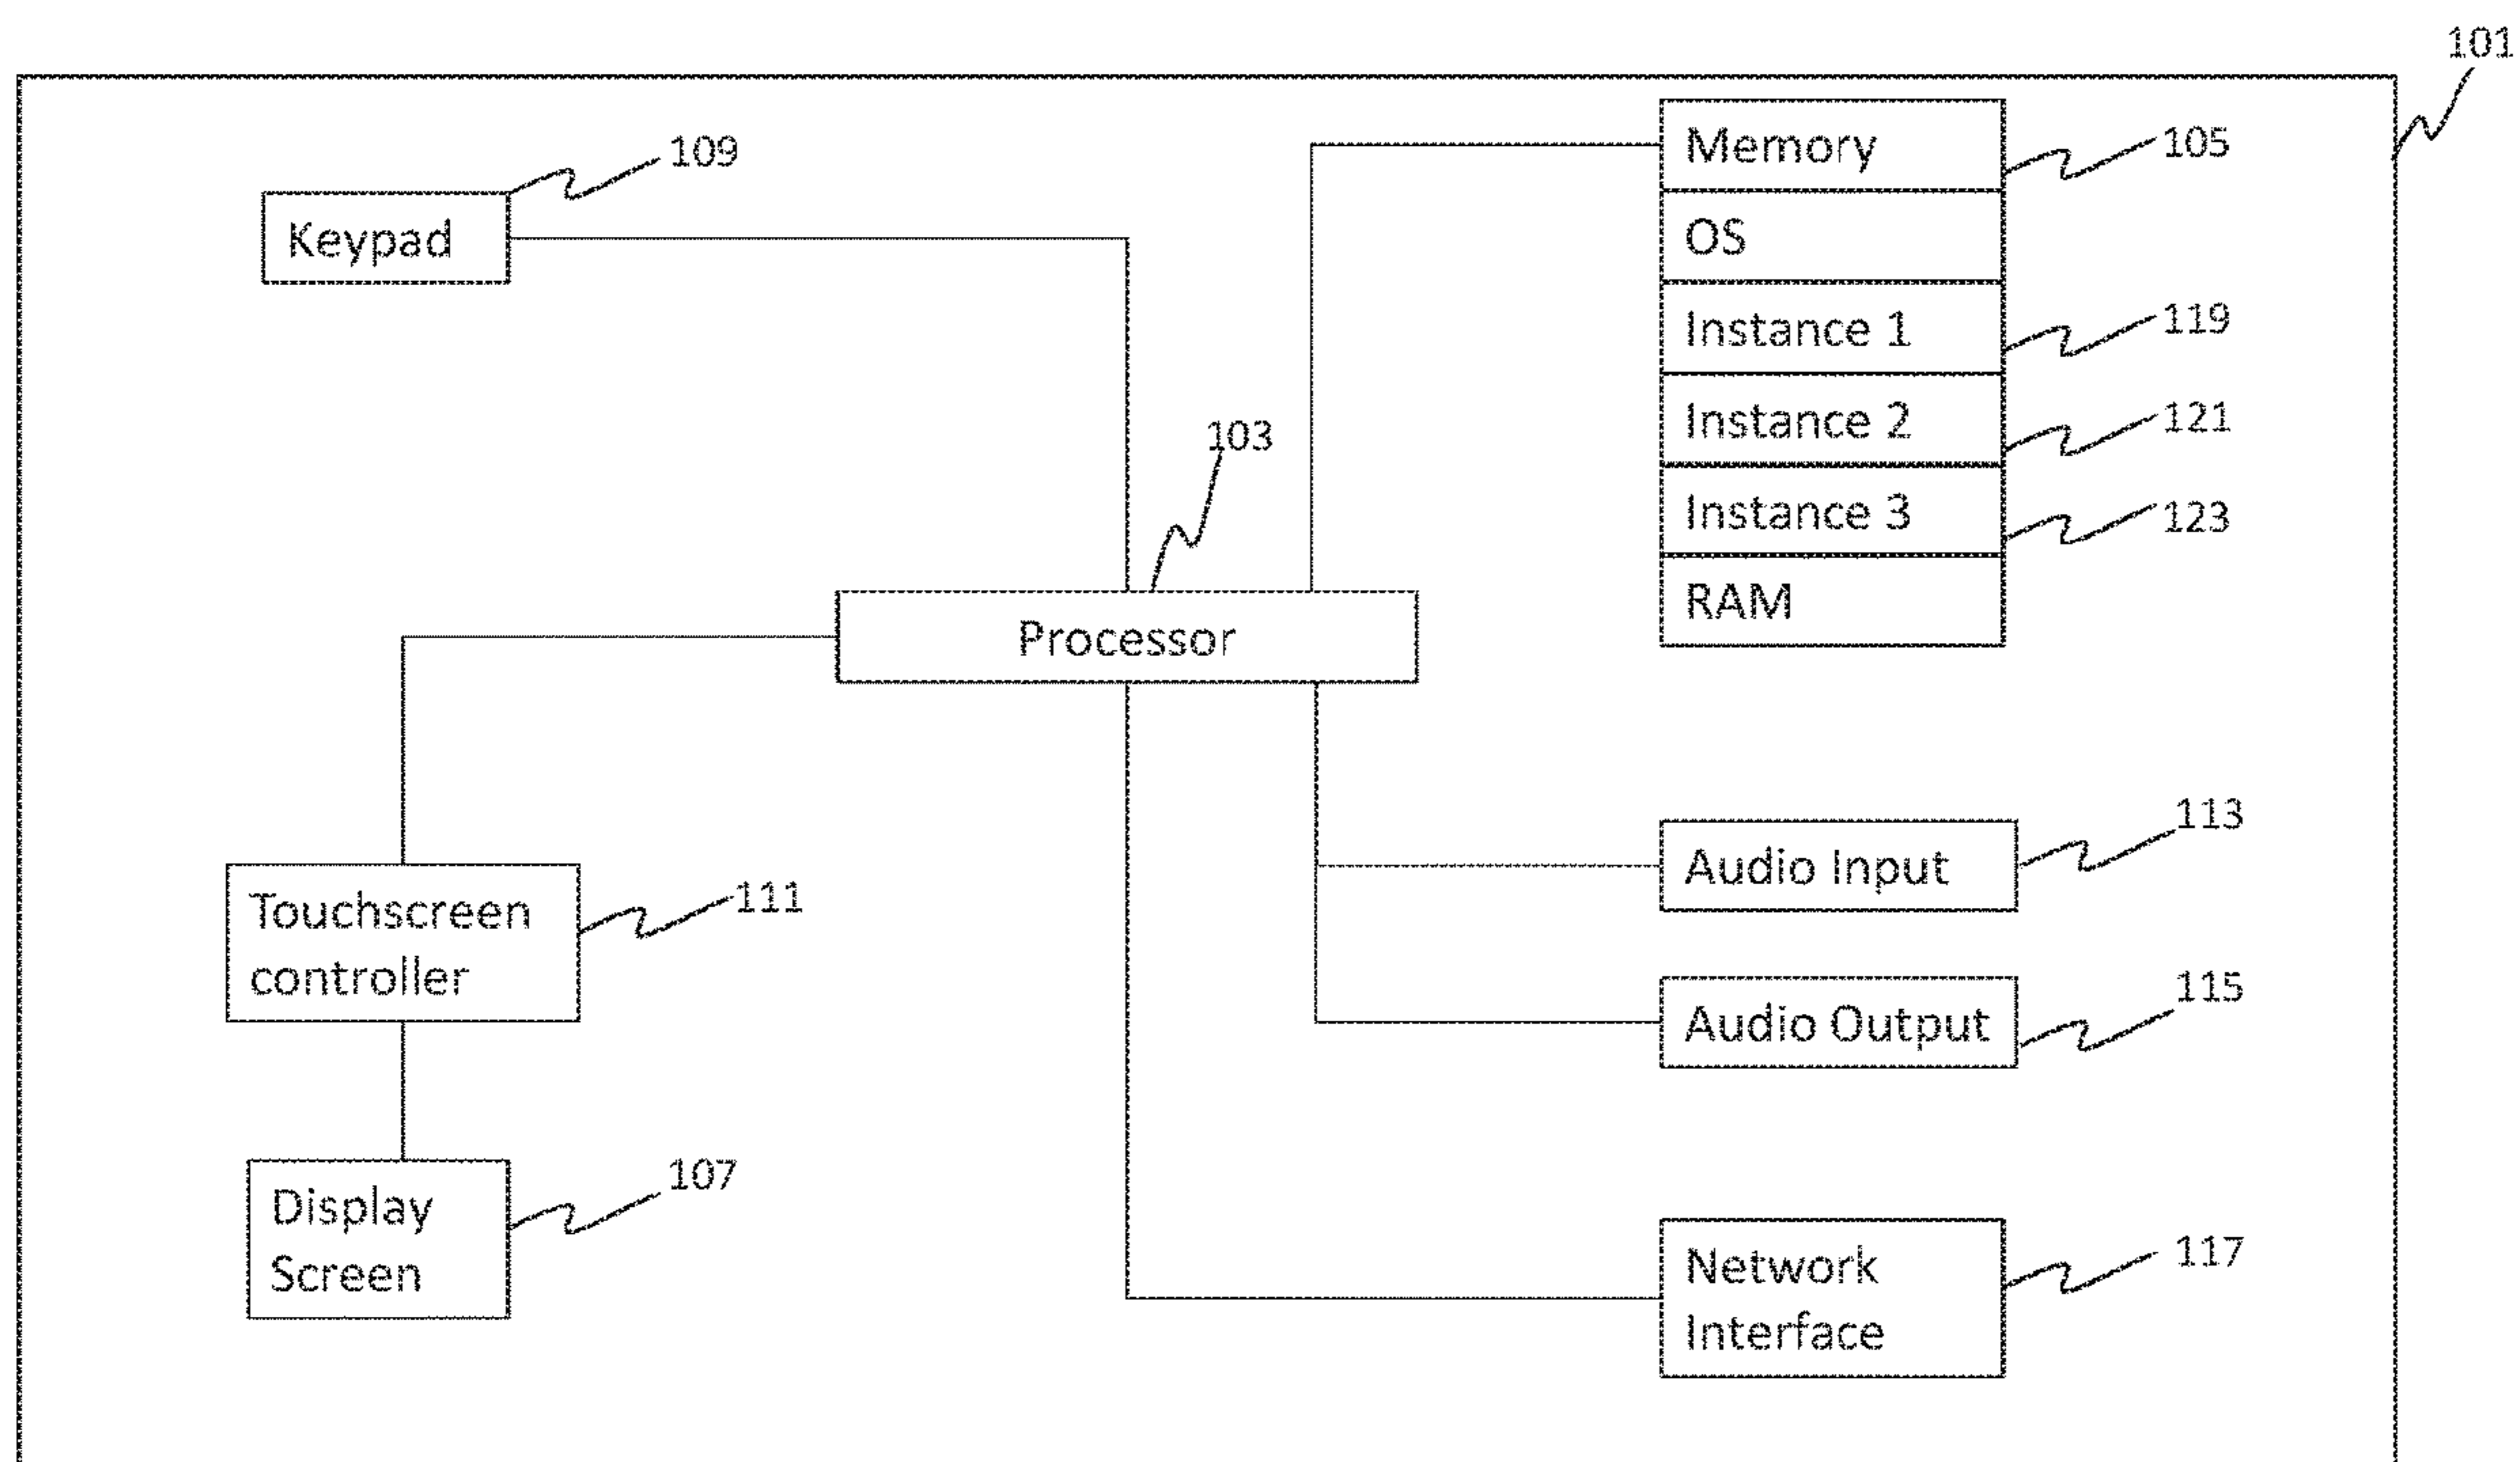 101
109
Keypad
Memory
105
OS
Instance 1
119
Instance 2
121
Instance 3
123
RAM
103
Processor
Touchscreen
controller
111
Audio Input
113
Audio Output
115
Display
Screen
107
Network
Interface
117